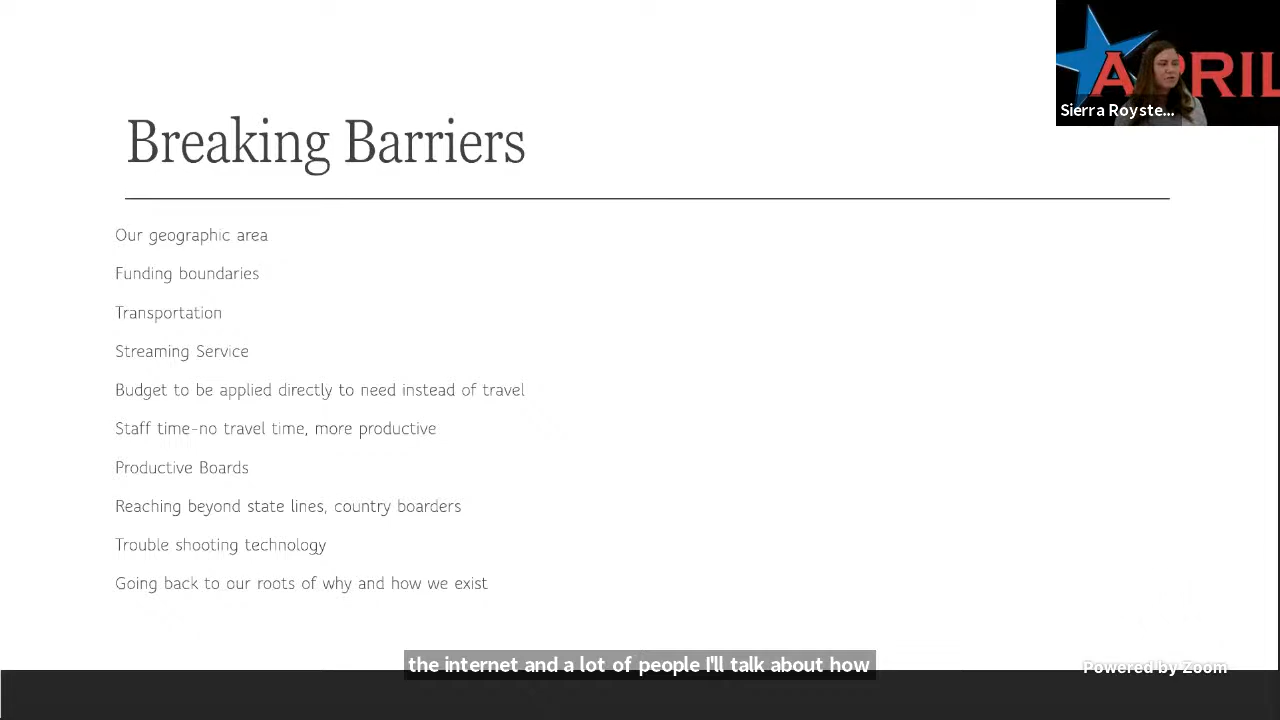 APRIL
Sierra Royste...
Breaking Barriers
Our geographic area
Funding boundaries
Transportation
Streaming Service
Budget to be applied directly to need instead of travel
Staff time-no travel time, more productive
Productive Boards
Reaching beyond state lines, country boarders
Trouble shooting technology
Going back to our roots of why and how we exist
the internet and a lot of people I'll talk about how
Powered by Zoom